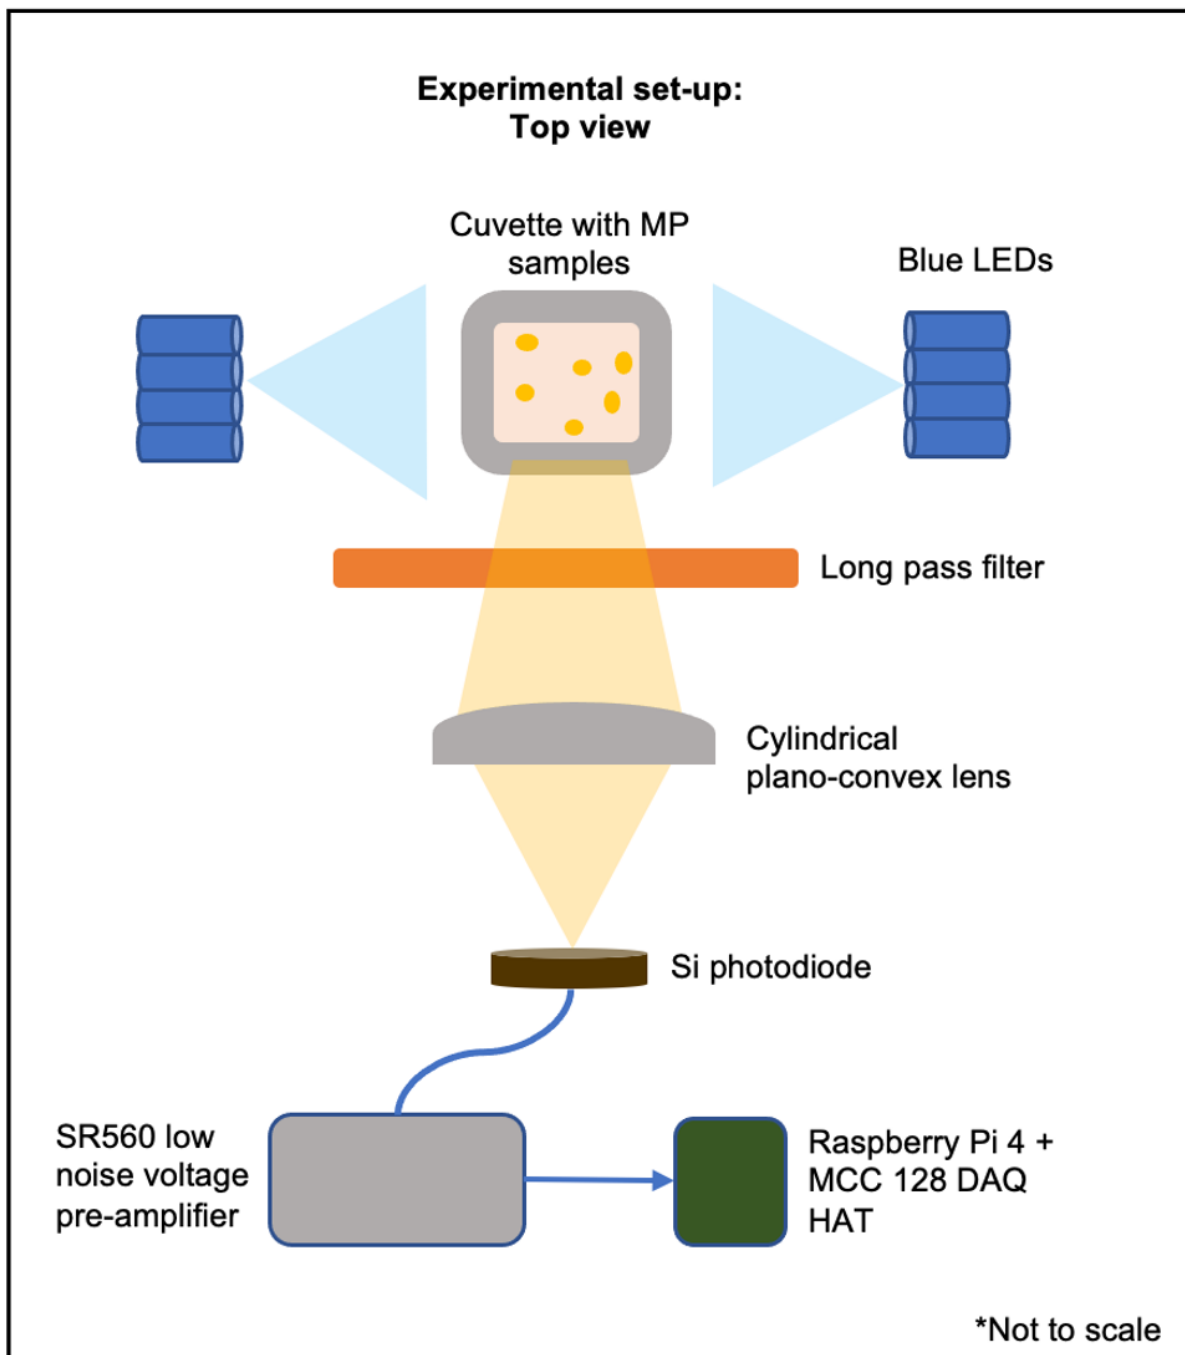 Experimental set-up:
Top view
Cuvette with MP
samples
Blue LEDs
Long pass filter
Cylindrical
plano-convex lens
Si photodiode
SR560 low
noise voltage
pre-amplifier
Raspberry Pi 4 +
MCC 128 DAQ
HAT
*Not to scale